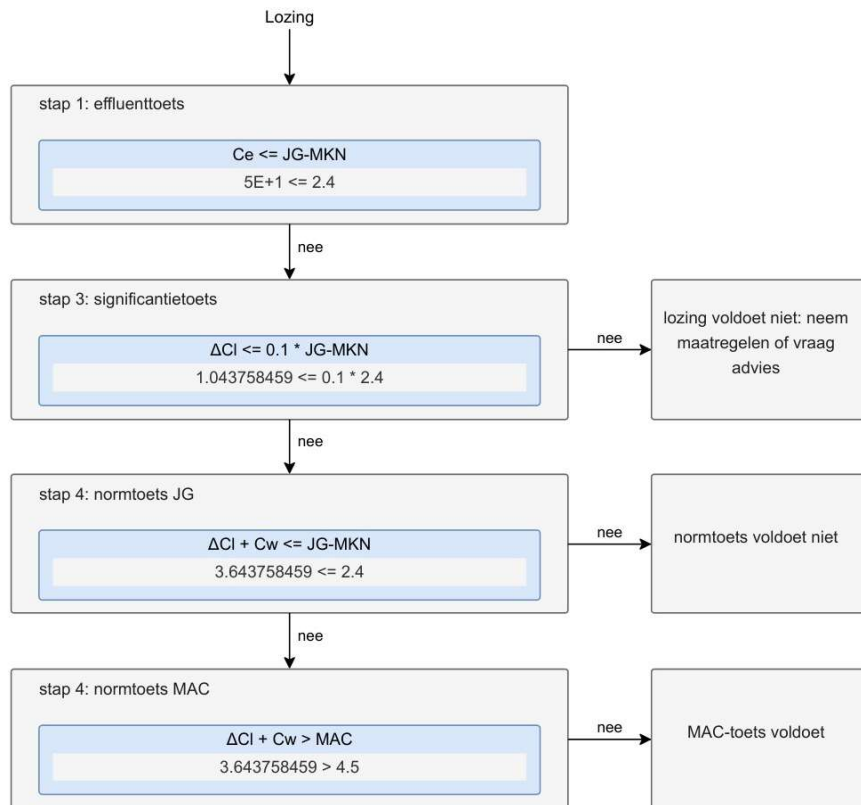 Lozing
stap 1: effluenttoets
Ce <= JG-MKN
5E+1 <= 2.4
nee
stap 3: significantietoets
ΔCl <= 0.1 * JG-MKN
1.043758459 <= 0.1 * 2.4
nee
lozing voldoet niet: neem
maatregelen of vraag
advies
nee
stap 4: normtoets JG
ΔCl + Cw <= JG-MKN
3.643758459 <= 2.4
nee
normtoets voldoet niet
nee
stap 4: normtoets MAC
ΔCl + Cw > MAC
3.643758459 > 4.5
nee
MAC-toets voldoet